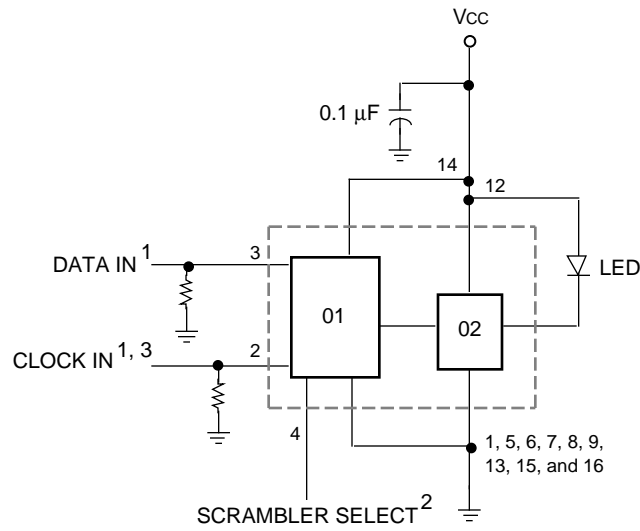 VCC
0.1 μF
14
12
DATA IN 1
3
LED
01
02
CLOCK IN 1, 3
2
4
1, 5, 6, 7, 8, 9,
13, 15, and 16
SCRAMBLER SELECT 2